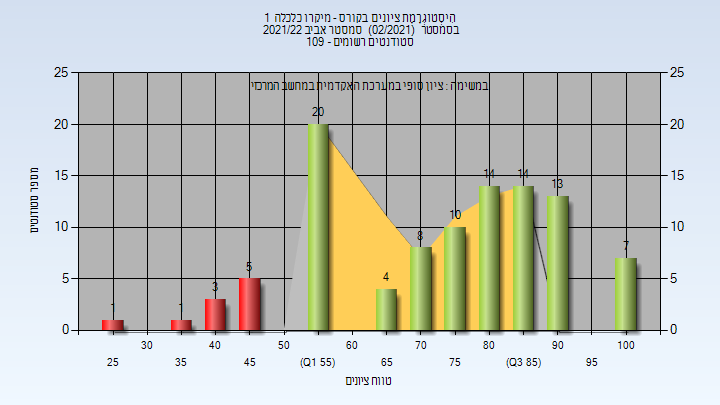 היסטוגרמת ציונים בקורס - מיקרו כלכלה 1
בסמסטר (02/2021) סמסטר אביב 2021/22
סטודנטים רשומים - 109
במשימה : ציון סופי במערכת האקדמית במחשב המרכזי
מספר סטודנטים
25 20 15 10 5 0
25 20 15 10 5 0
1 1 3 5 20 4 8 10 14 14 13 7
30 40 50 60 70 80 90 100
25 35 45 (Q1 55) 65 75 (Q3 85) 95
טווח ציונים